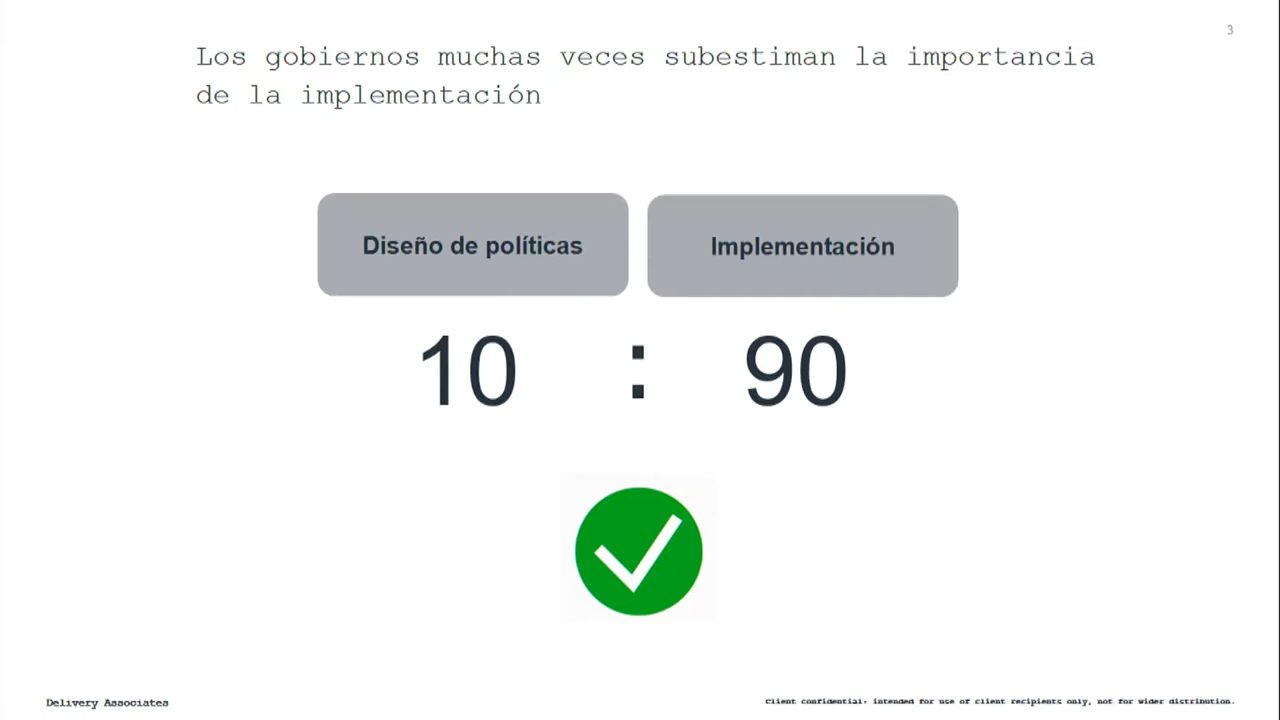 3
Los gobiernos muchas veces subestiman la importancia
de la implementación
Diseño de políticas
Implementación
10 : 90
Delivery Associates
Client confidential: intended for use of client recipients only, not for wider distribution.